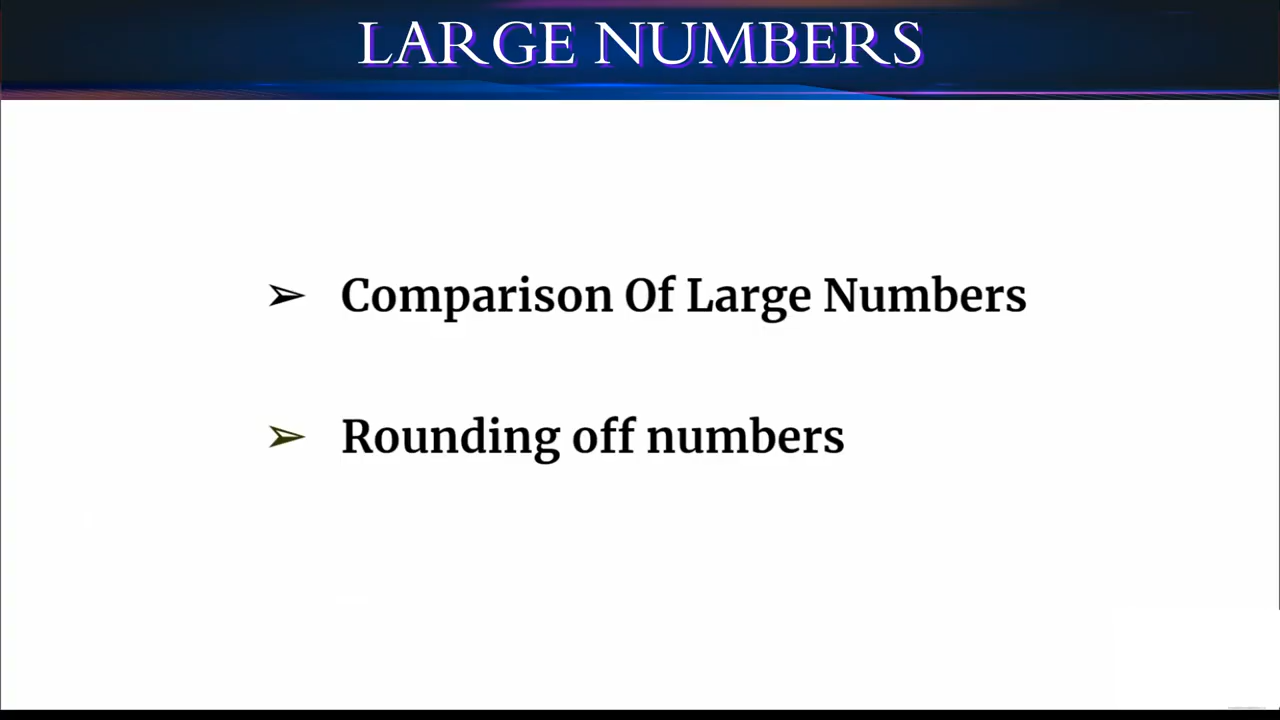 LARGE NUMBERS
➢ Comparison Of Large Numbers
➢ Rounding off numbers